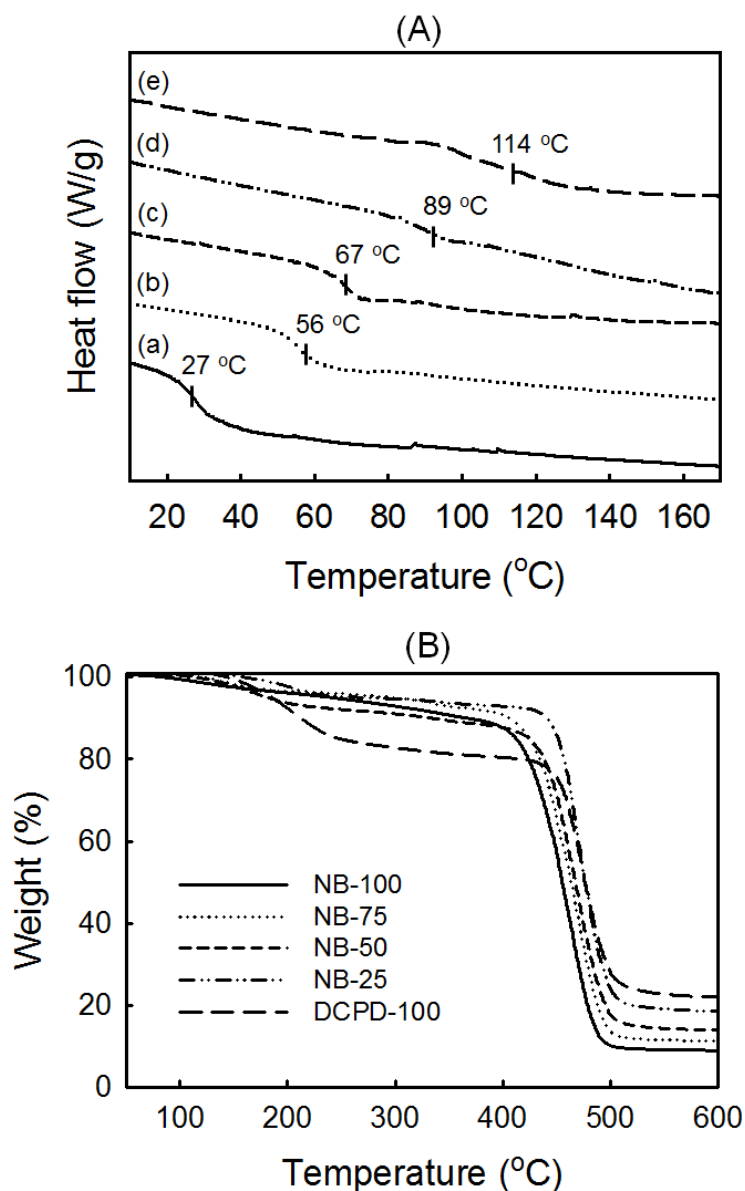 (A)
(e)
114 °C
(d)
89 °C
(c)
67 °C
(b)
56 °C
(a)
27 °C
Heat flow (W/g)
20 40 60 80 100 120 140 160
Temperature (°C)
(B)
100
80
60
40
20
0
Weight (%)
NB-100
NB-75
NB-50
NB-25
DCPD-100
100 200 300 400 500 600
Temperature (°C)